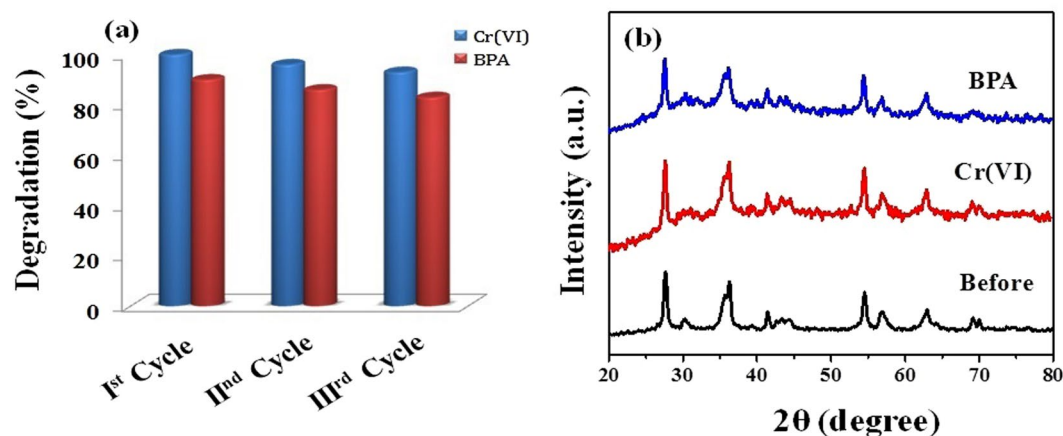 (a)
Cr(VI)
BPA
Degradation (%)
100
80
60
40
20
0
Iˢᵗ Cycle
IIⁿᵈ Cycle
IIIʳᵈ Cycle
(b)
BPA
Cr(VI)
Before
Intensity (a.u.)
20 30 40 50 60 70 80
2θ (degree)